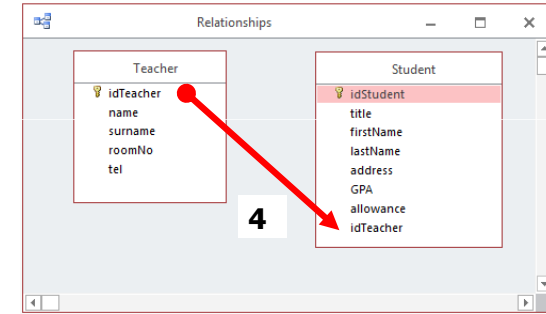 Relationships
Teacher
idTeacher
name
surname
roomNo
tel
4
Student
idStudent
title
firstName
lastName
address
GPA
allowance
idTeacher